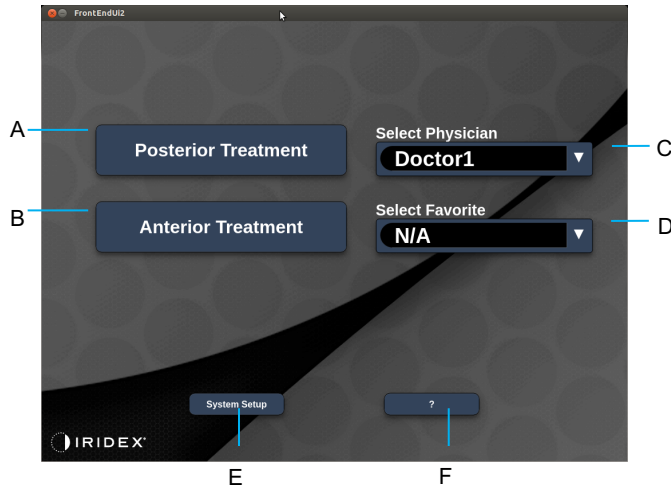 FrontEndUi2
A
Posterior Treatment
Select Physician
Doctor1
C
B
Anterior Treatment
Select Favorite
N/A
D
System Setup
?
IRIDEX
E
F